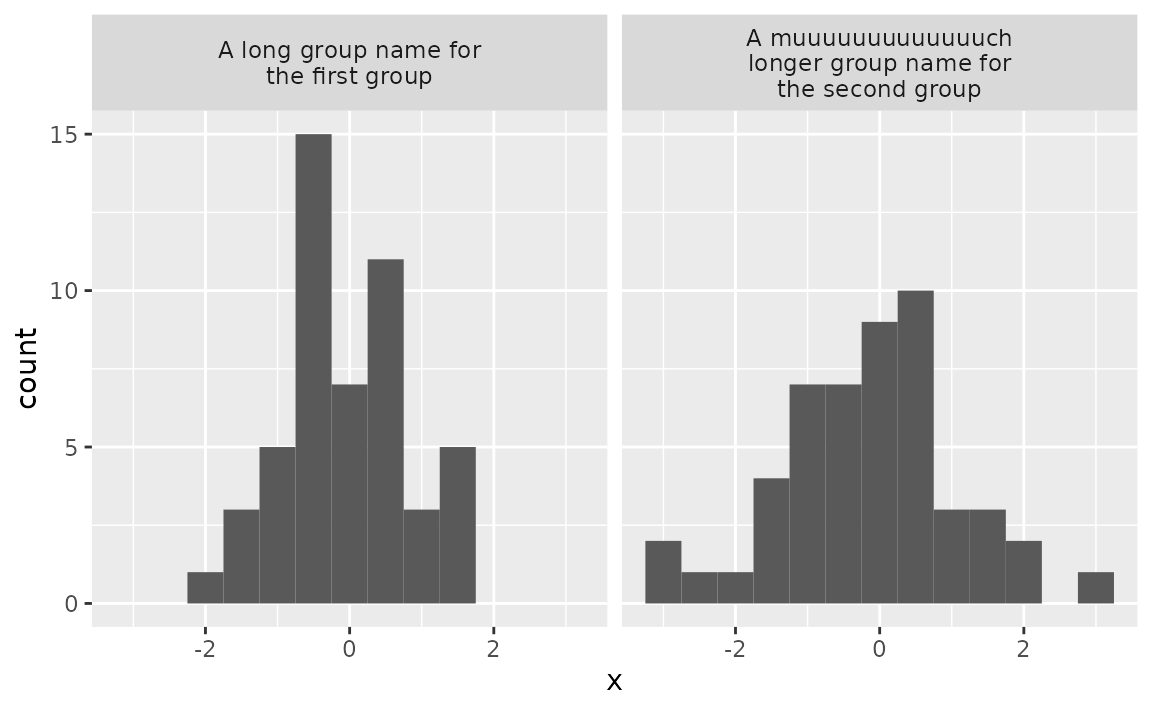 A long group name for
the first group
A muuuuuuuuuuuuuch
longer group name for
the second group
15
10
5
0
count
-2
0
2
-2
0
2
x